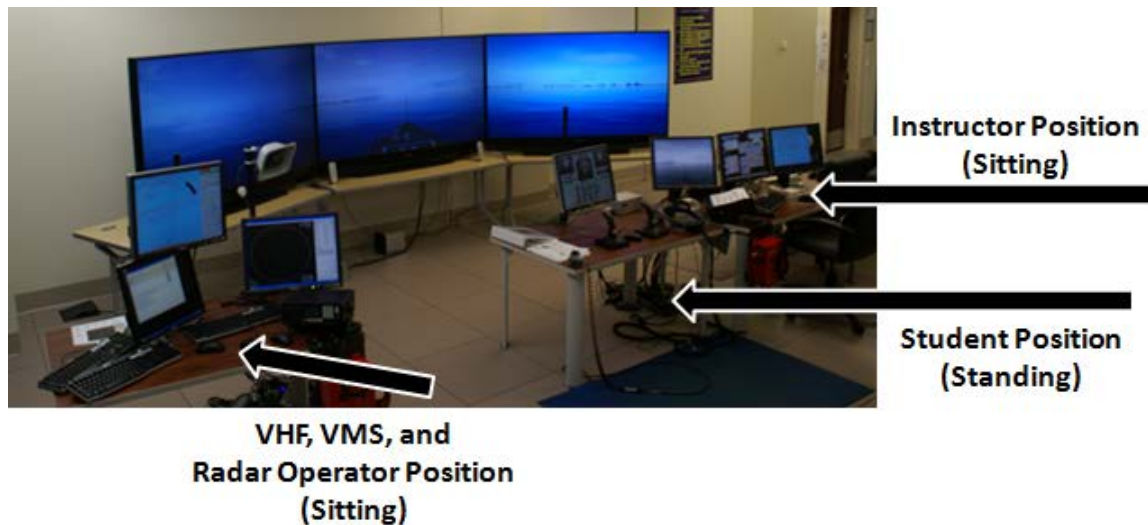 Instructor Position
(Sitting)
Student Position
(Standing)
VHF, VMS, and
Radar Operator Position
(Sitting)